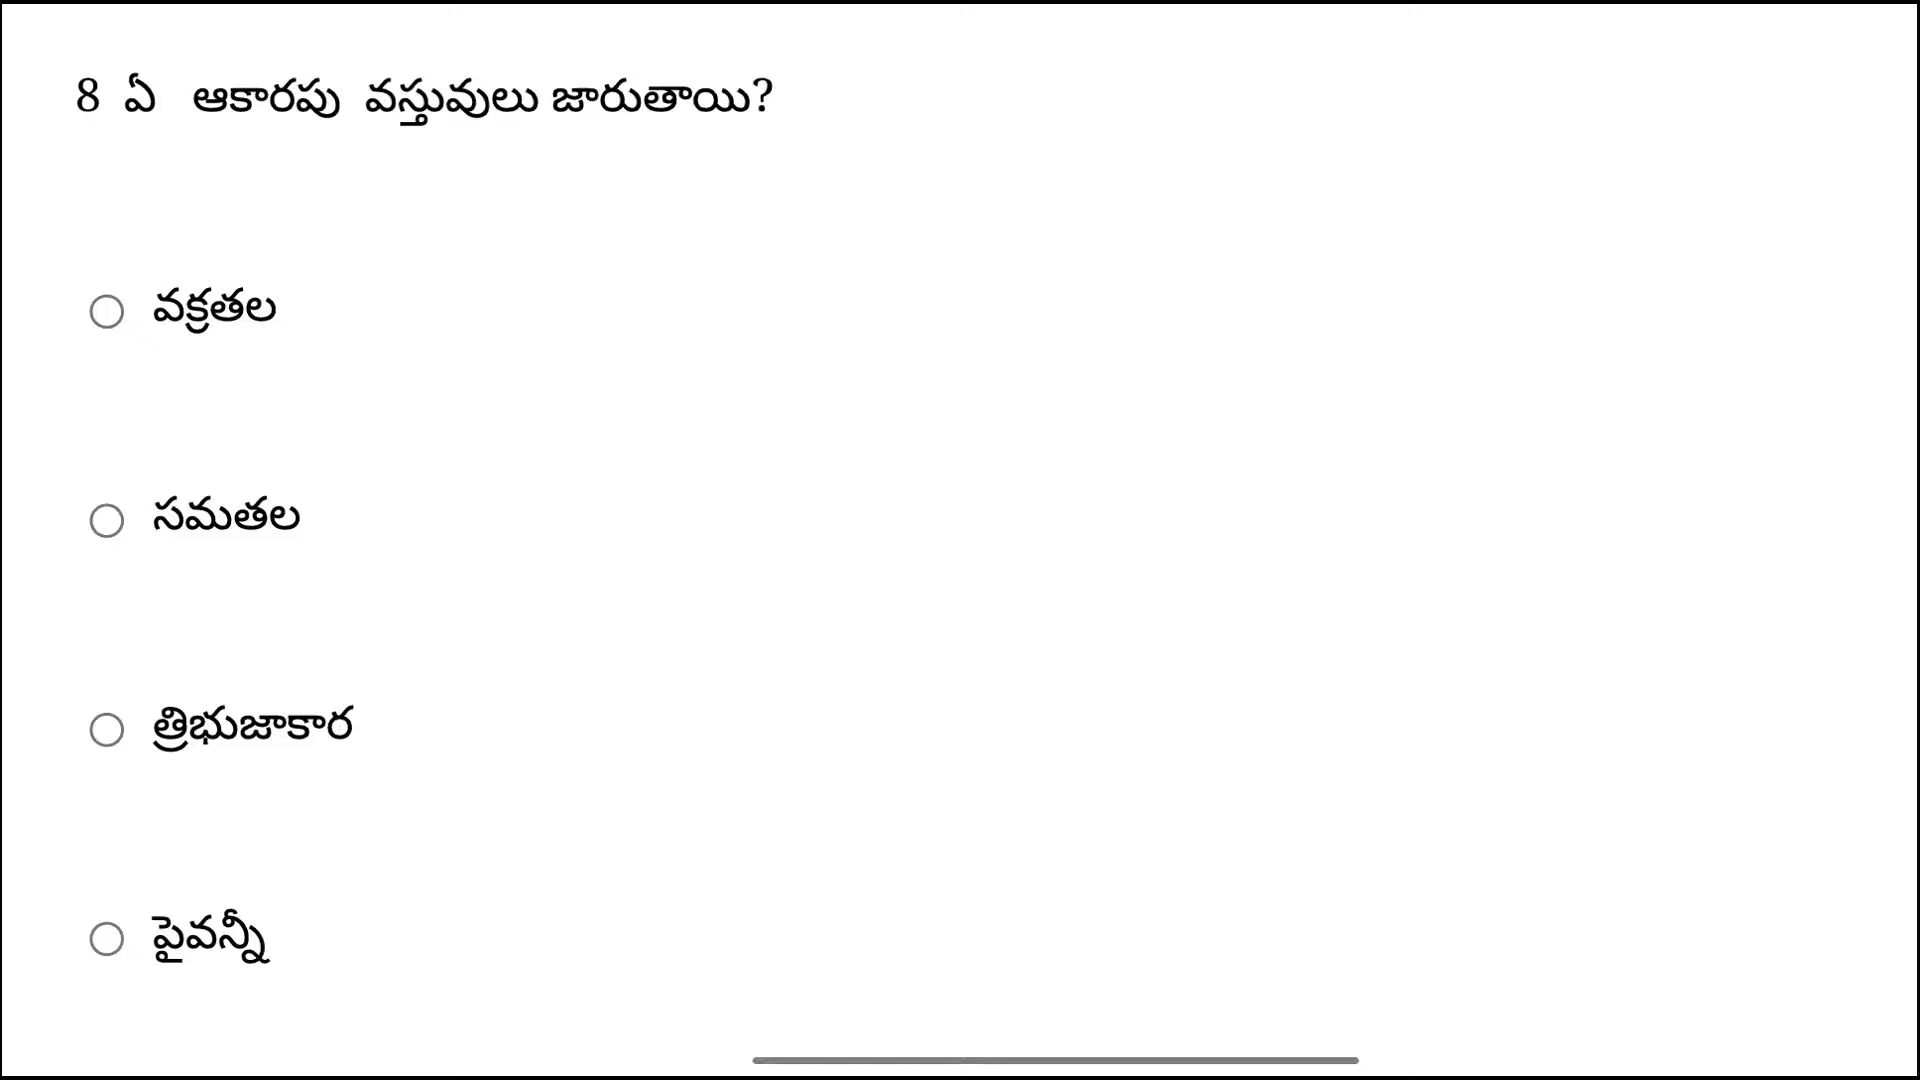 8 ఏ ఆకారపు వస్తువులు జారుతాయి?
వక్రతల
సమతల
త్రిభుజాకార
పైవన్నీ